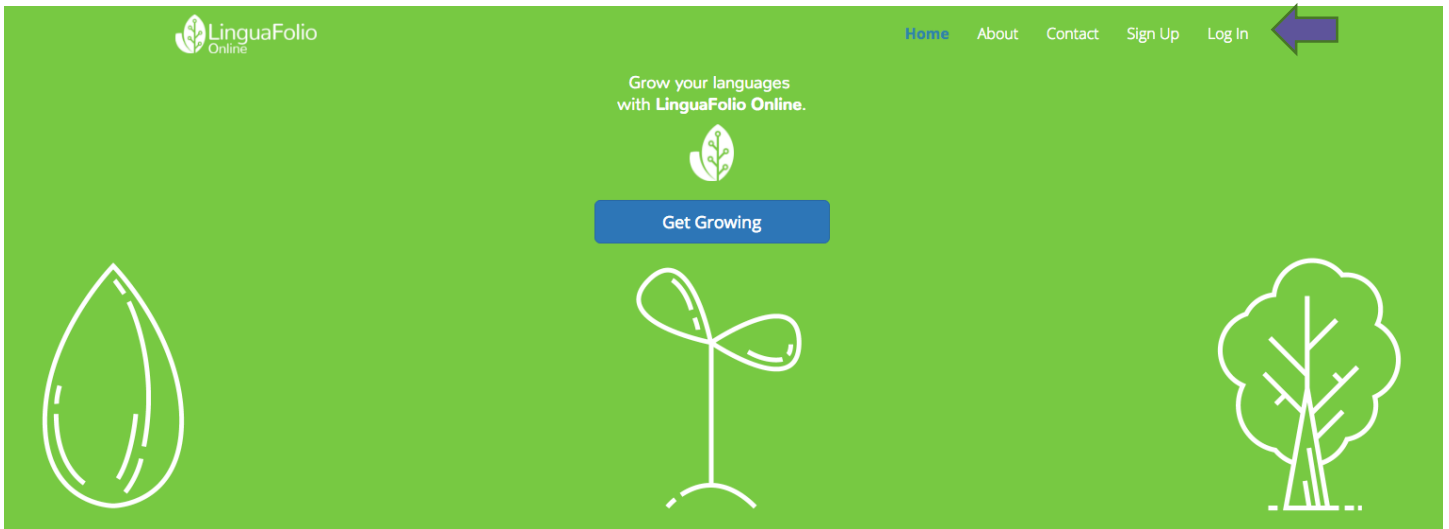 LinguaFolio
Online
Home About Contact Sign Up Log In
Grow your languages
with LinguaFolio Online.
Get Growing